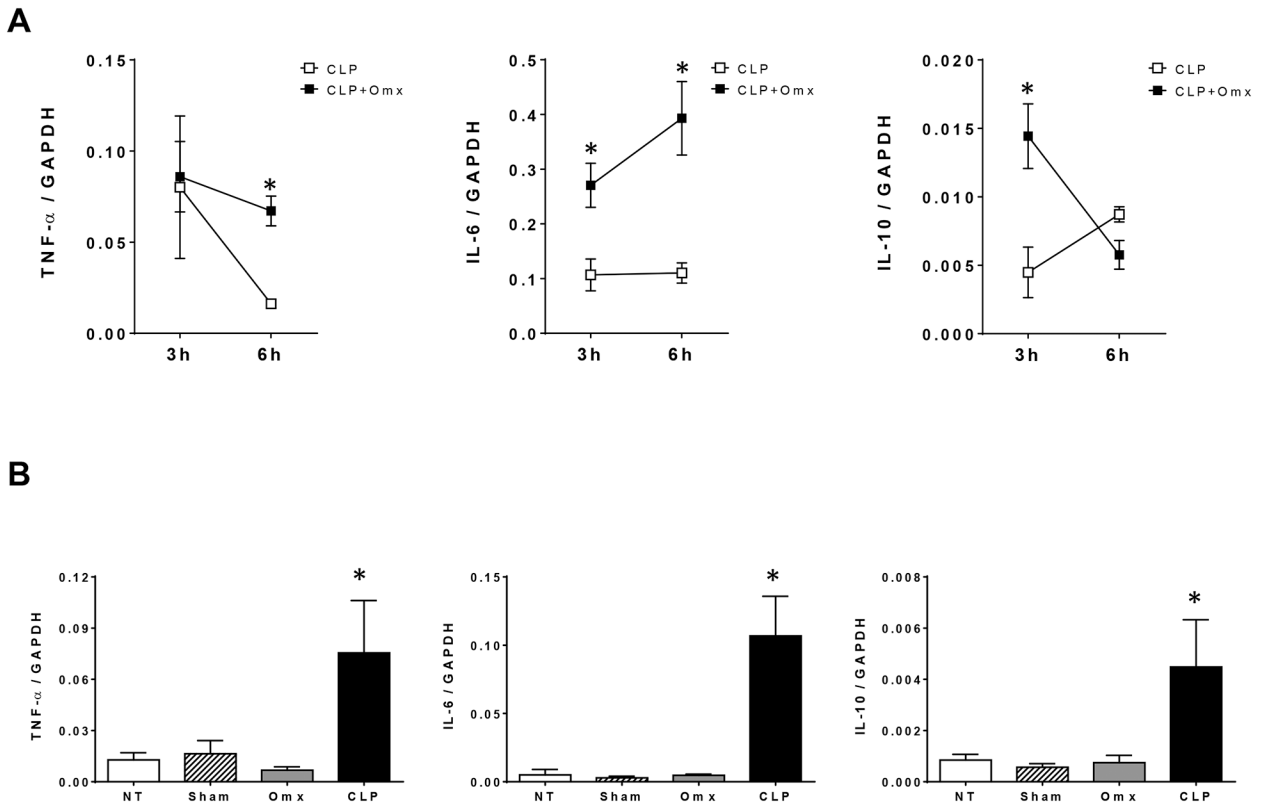 A
TNF-α / GAPDH
0.15
0.10
0.05
0.00
3h
6h
CLP
CLP+Omx
*
IL-6 / GAPDH
0.5
0.4
0.3
0.2
0.1
0.0
3h
6h
CLP
CLP+Omx
*
*
IL-10 / GAPDH
0.020
0.015
0.010
0.005
0.000
3h
6h
CLP
CLP+Omx
*
B
TNF-α / GAPDH
0.12
0.09
0.06
0.03
0.00
NT Sham Omx CLP
*
IL-6 / GAPDH
0.15
0.10
0.05
0.00
NT Sham Omx CLP
*
IL-10 / GAPDH
0.008
0.006
0.004
0.002
0.000
NT Sham Omx CLP
*